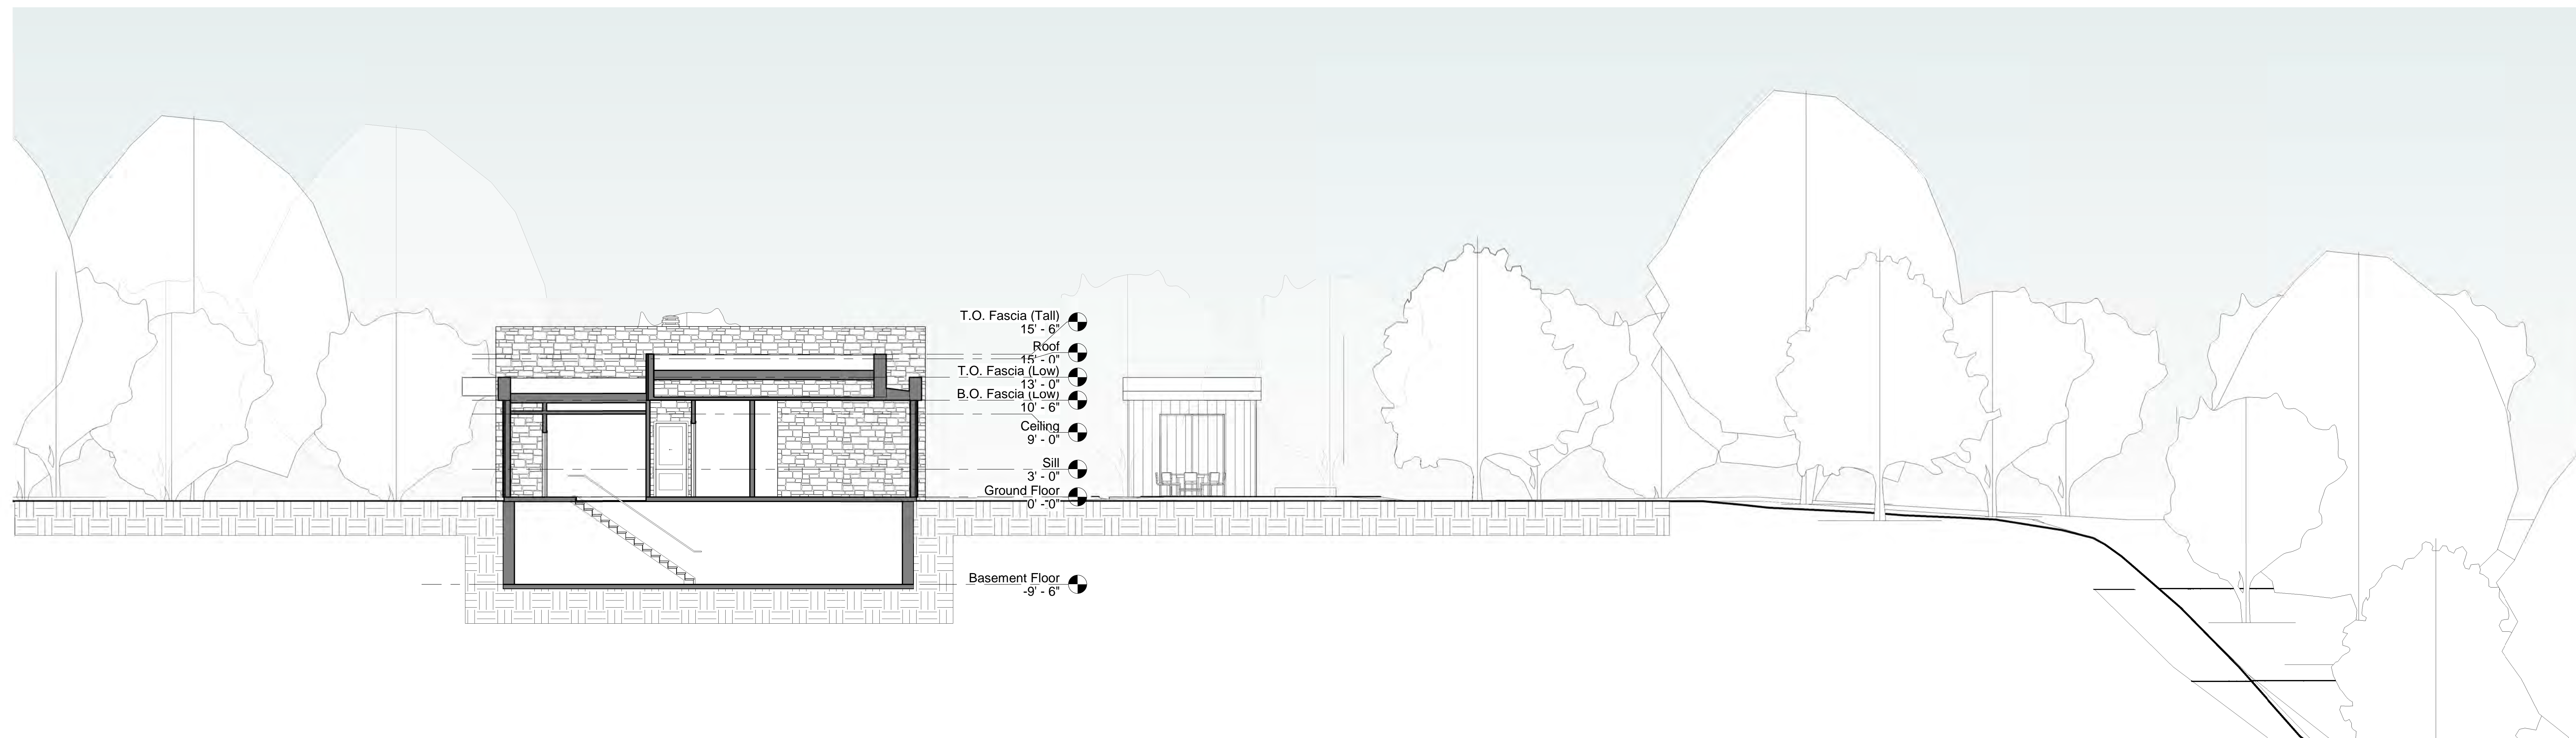 T.O. Fascia (Tall)
15' - 6"
Roof
15' - 0"
T.O. Fascia (Low)
13' - 0"
B.O. Fascia (Low)
10' - 6"
Ceiling
9' - 0"
Sill
3' - 0"
Ground Floor
0' - 0"
Basement Floor
-9' - 6"